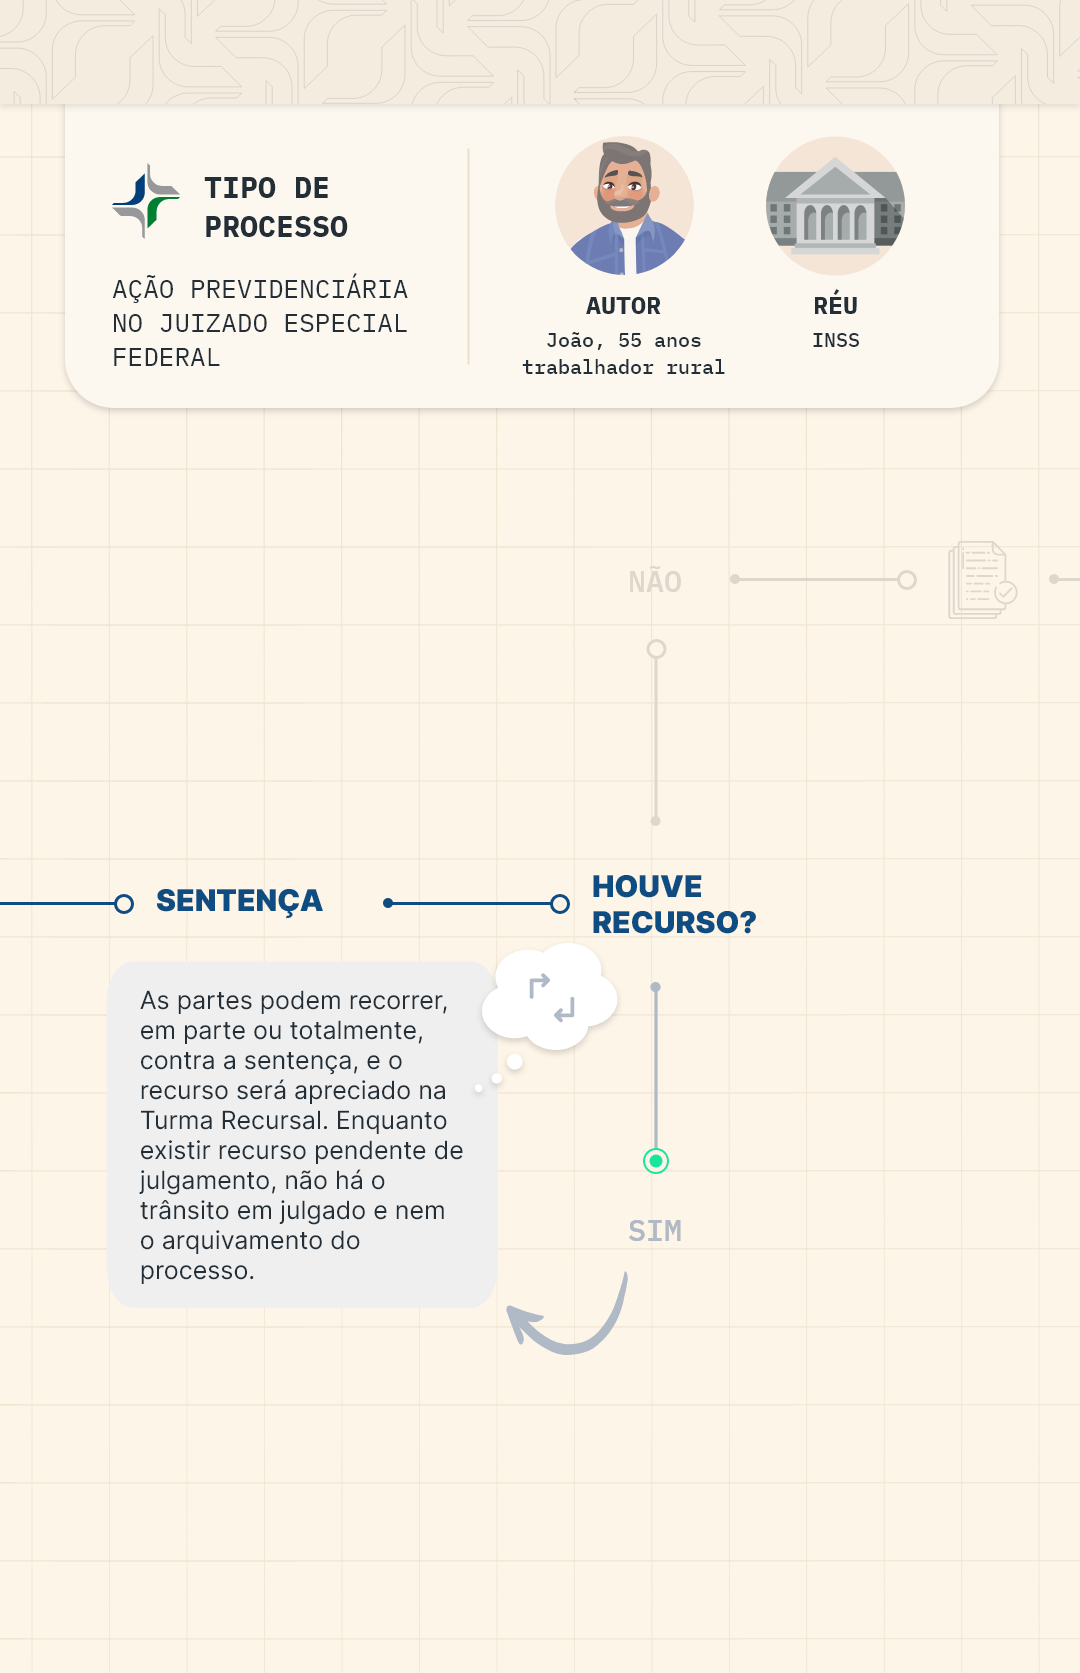 TIPO DE
PROCESSO
AÇÃO PREVIDENCIÁRIA
NO JUIZADO ESPECIAL
FEDERAL
AUTOR
João, 55 anos
trabalhador rural
RÉU
INSS
NÃO
SENTENÇA
HOUVE
RECURSO?
As partes podem recorrer,
em parte ou totalmente,
contra a sentença, e o
recurso será apreciado na
Turma Recursal. Enquanto
existir recurso pendente de
julgamento, não há o
trânsito em julgado e nem
o arquivamento do
processo.
SIM